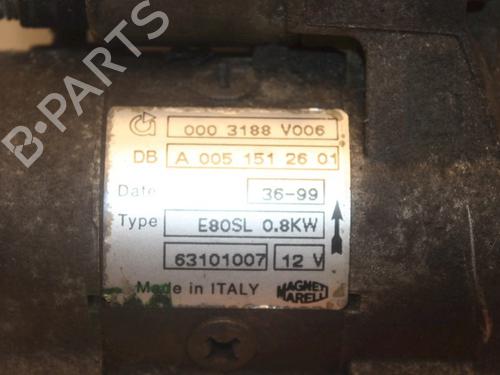 B-PARTS
000 3188 V006
DB A 005 151 26 01
Date 36-99
Type E80SL 0.8KW
63101007 12 V
Made in ITALY MAGNETI MARELLI